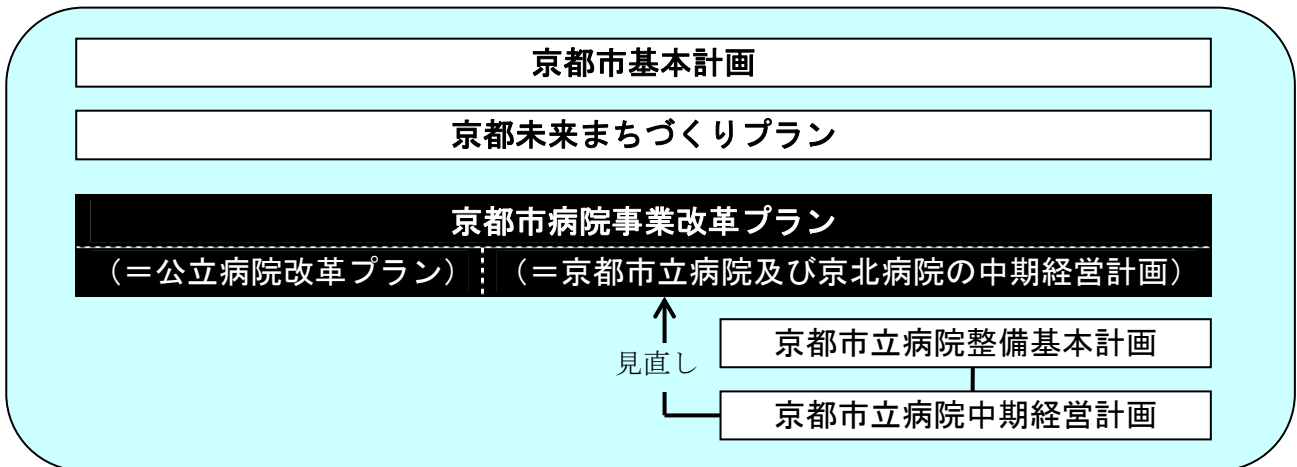 京都市基本計画
京都未来まちづくりプラン
京都市病院事業改革プラン
（＝公立病院改革プラン）
（＝京都市立病院及び京北病院の中期経営計画）
京都市立病院整備基本計画
見直し
京都市立病院中期経営計画